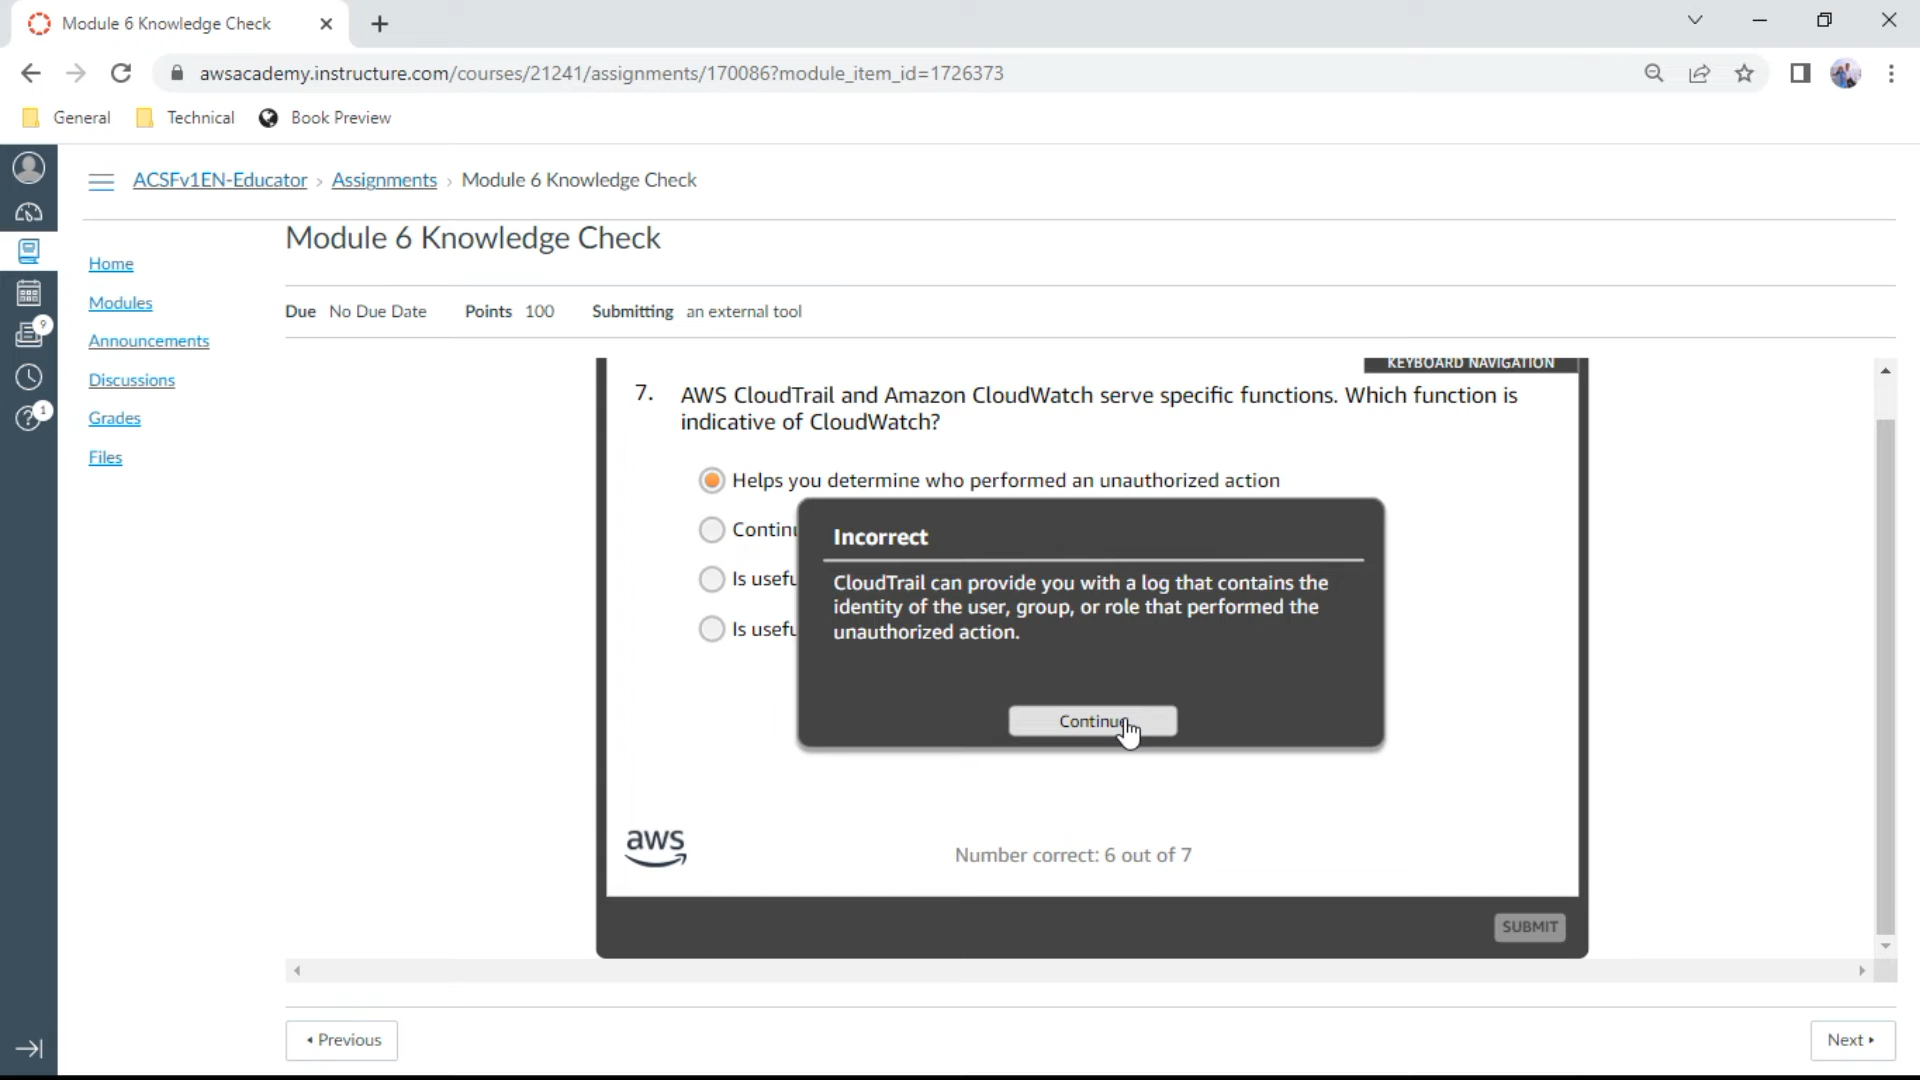 Module 6 Knowledge Check
awsacademy.instructure.com/courses/21241/assignments/170086?module_item_id=1726373
General Technical Book Preview
ACSFv1EN-Educator › Assignments › Module 6 Knowledge Check
Module 6 Knowledge Check
Home
Modules
Due No Due Date Points 100 Submitting an external tool
9
Announcements
KEYBOARD NAVIGATION
Discussions
7. AWS CloudTrail and Amazon CloudWatch serve specific functions. Which function is
indicative of CloudWatch?
1
Grades
Files
Helps you determine who performed an unauthorized action
Incorrect
CloudTrail can provide you with a log that contains the
identity of the user, group, or role that performed the
unauthorized action.
Is
Is
Continue
aws
Number correct: 6 out of 7
SUBMIT
Previous
Next